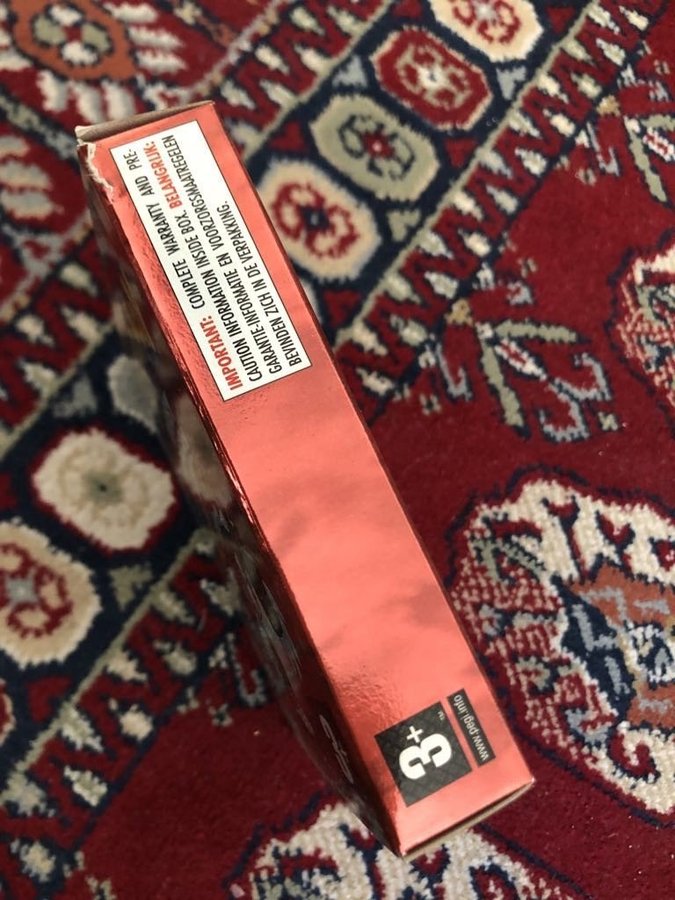 IMPORTANT: COMPLETE WARRANTY AND PRE-
CAUTION INFORMATION INSIDE BOX. BELANGRIJK:
GARANTIE-INFORMATIE EN VOORZORGSMAATREGELEN
BEVINDEN ZICH IN DE VERPAKKING.
3+™
www.pegi.info